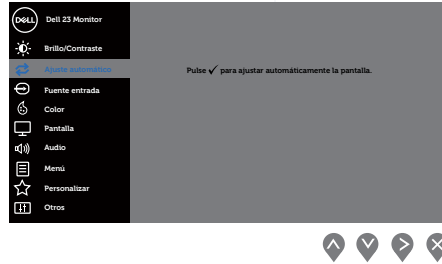 DELL
Dell 23 Monitor
Brillo/Contraste
Ajuste automático
Pulse ✓ para ajustar automáticamente la pantalla.
Fuente entrada
Color
Pantalla
Audio
Menú
Personalizar
Otros